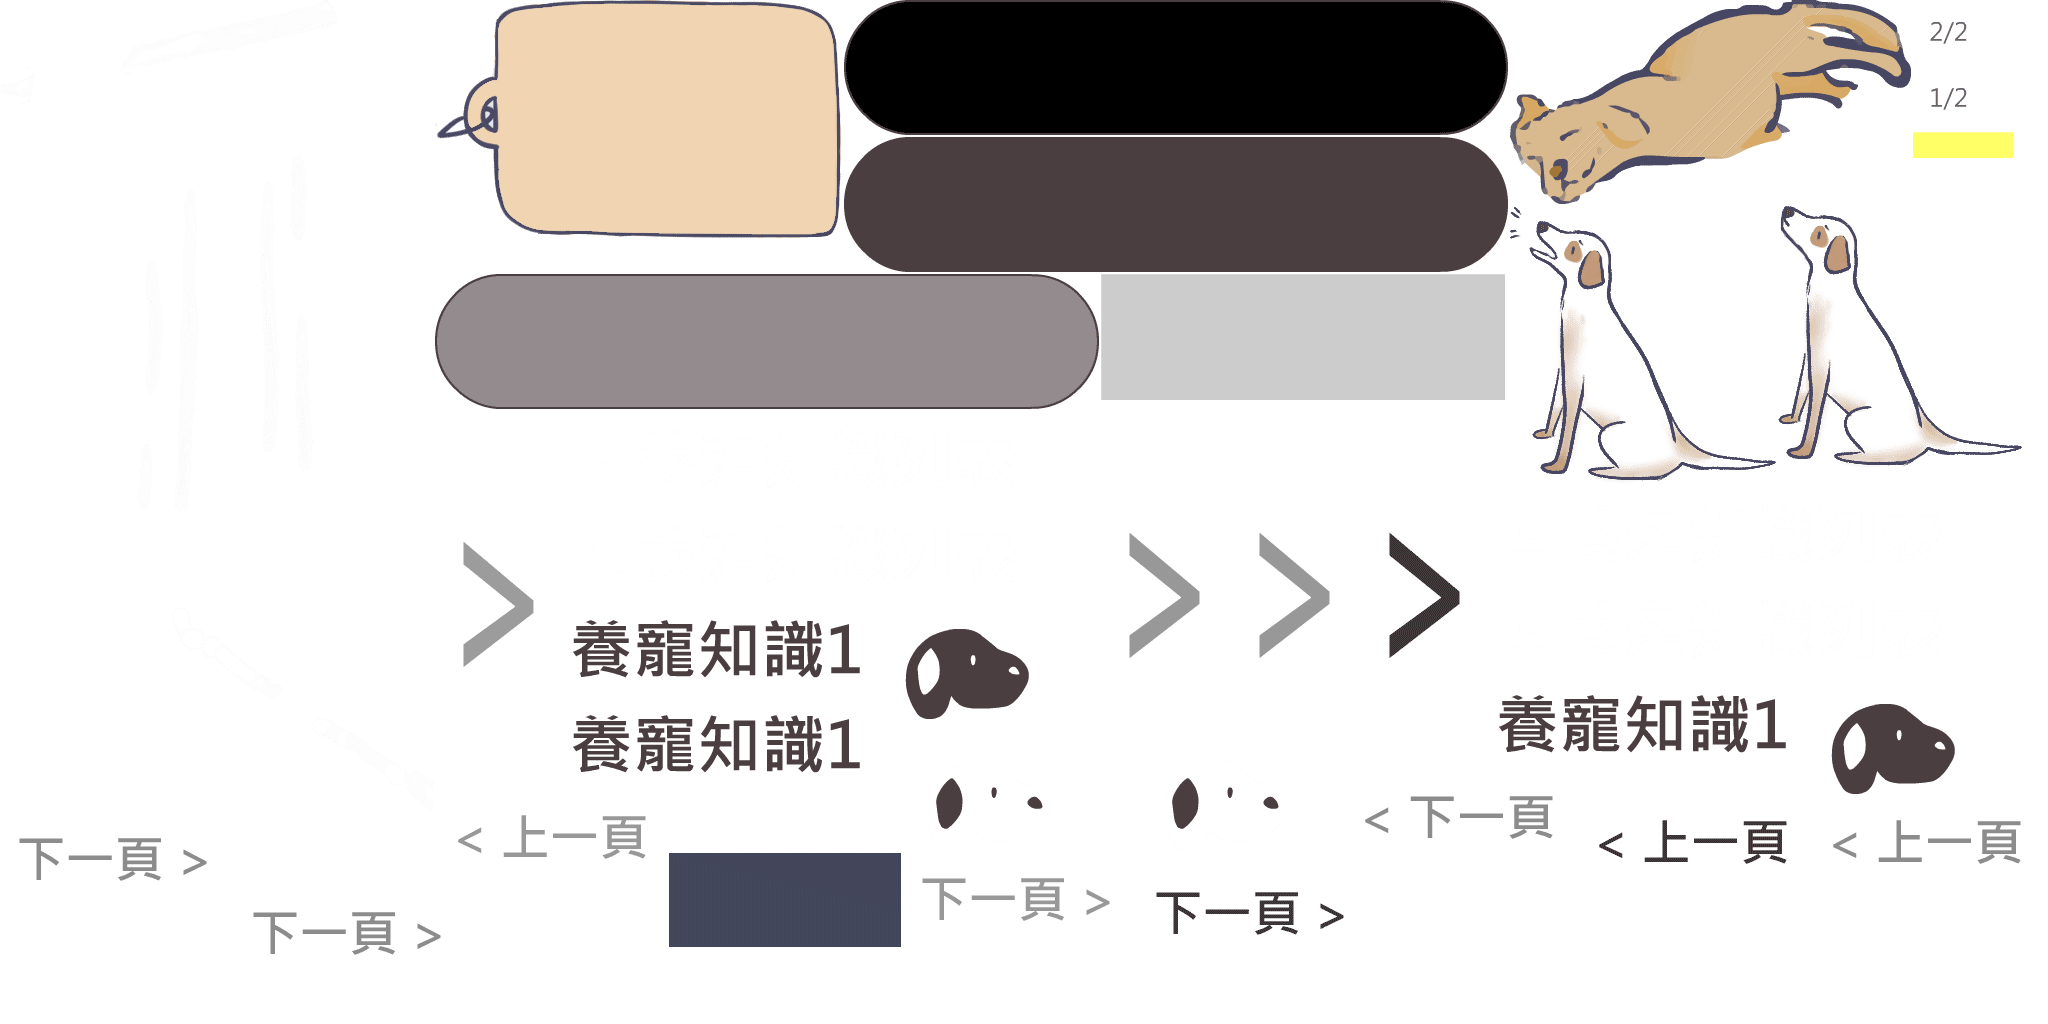 2/2
1/2
養寵知識1
養寵知識1
養寵知識1
< 下一頁
< 上一頁
< 上一頁
< 上一頁
下一頁 >
下一頁 >
下一頁 >
下一頁 >